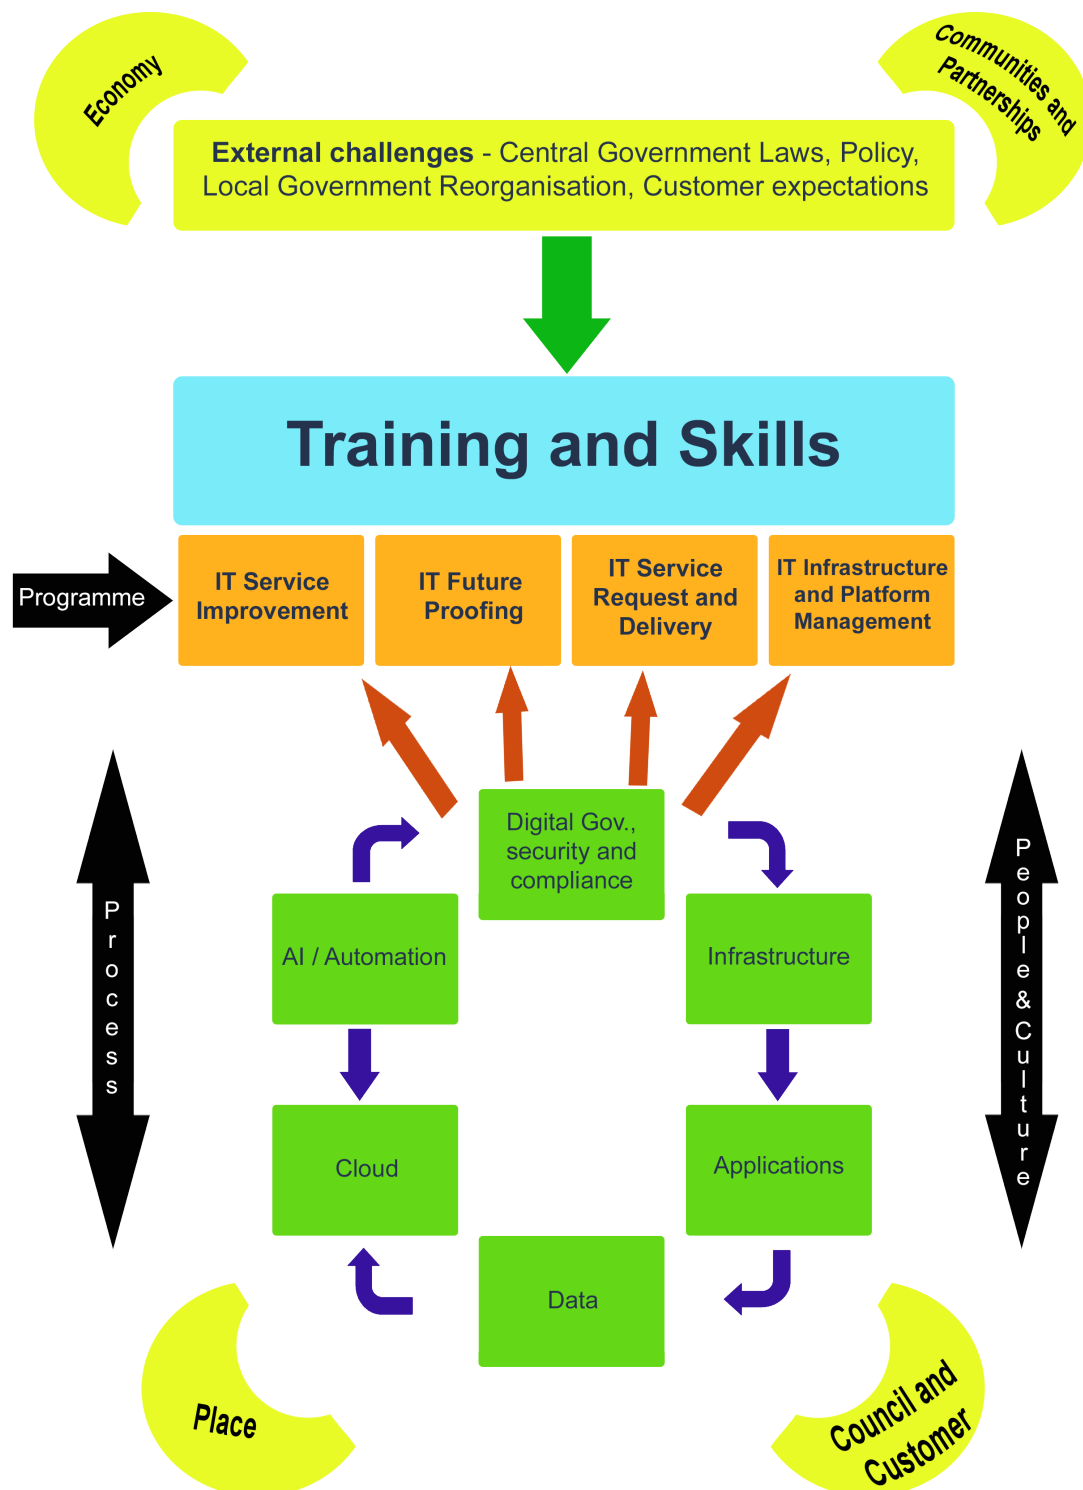 Economy
Communities and
Partnerships
External challenges - Central Government Laws, Policy,
Local Government Reorganisation, Customer expectations
Training and Skills
Programme
IT Service
Improvement
IT Future
Proofing
IT Service
Request and
Delivery
IT Infrastructure
and Platform
Management
Process
People&Culture
Digital Gov.,
security and
compliance
AI / Automation
Infrastructure
Cloud
Applications
Data
Place
Council and
Customer